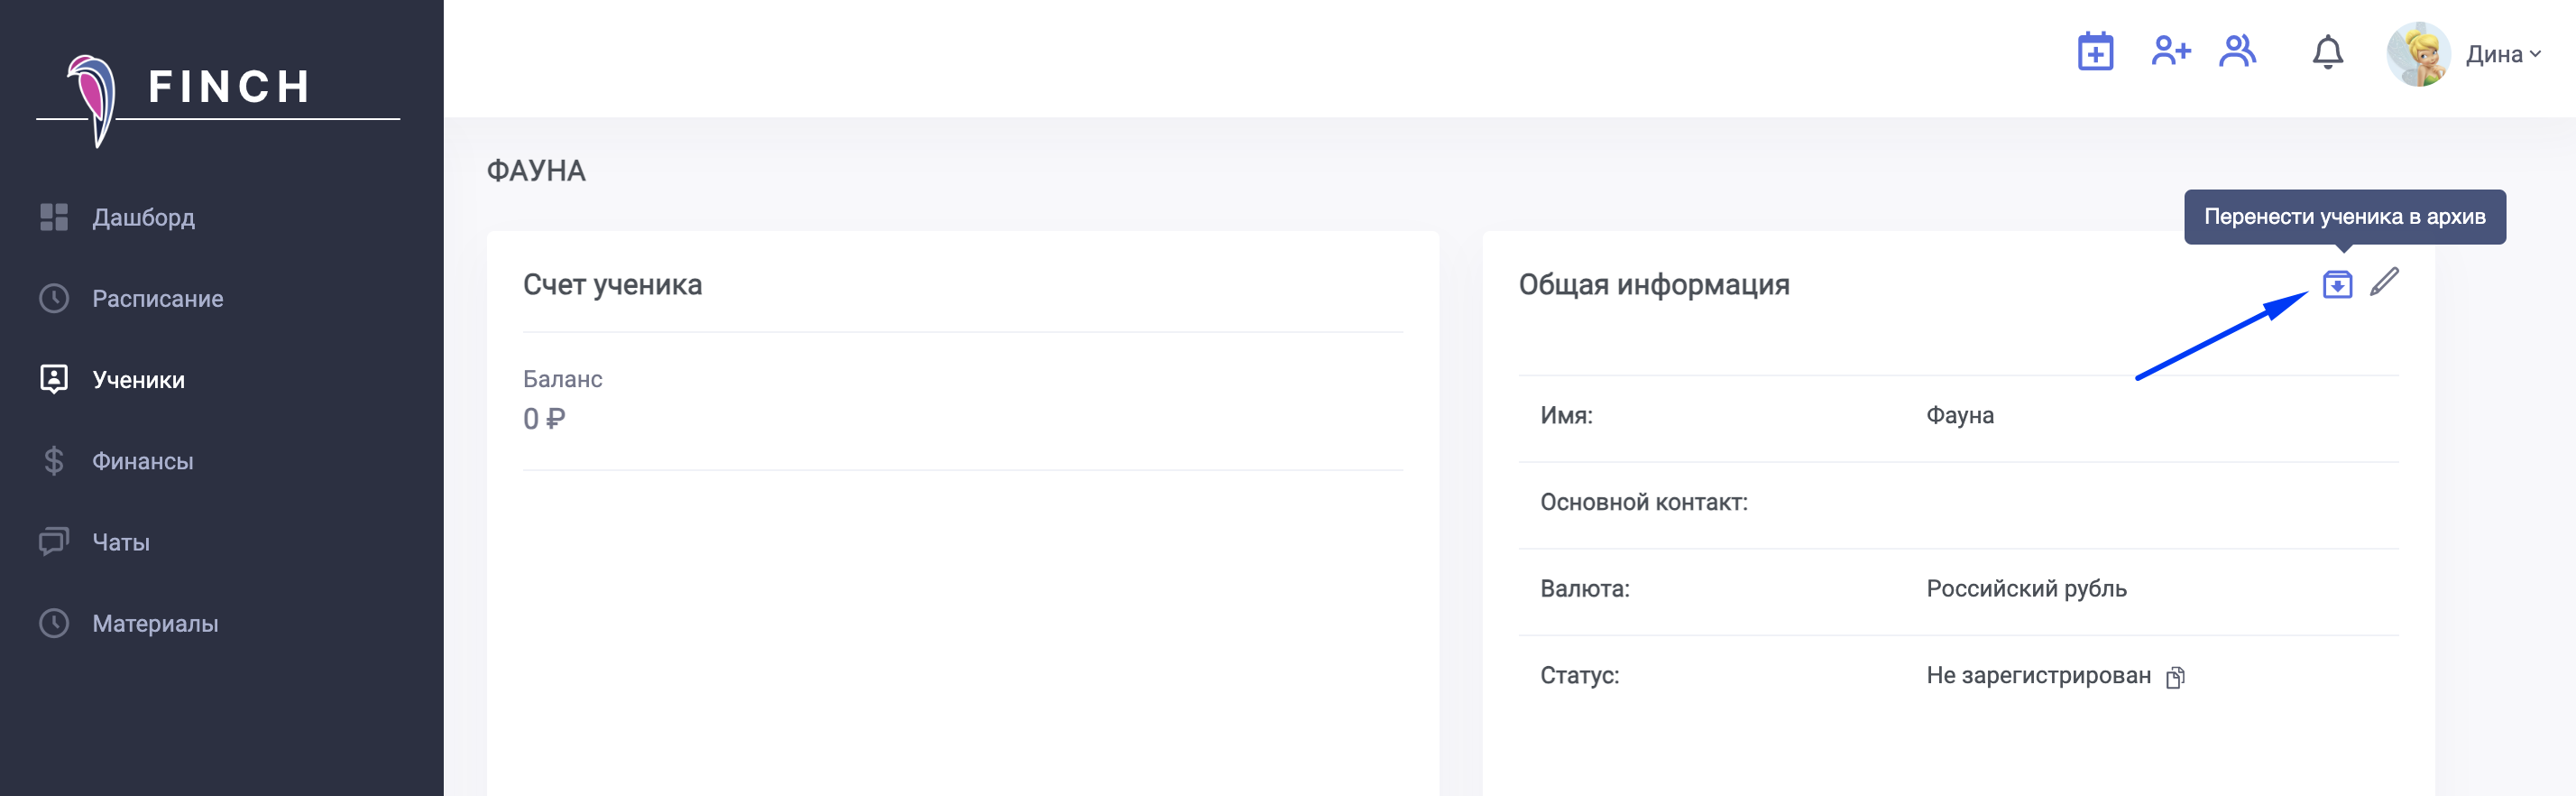 FINCH
Дина
Дашборд
Расписание
Ученики
Финансы
Чаты
Материалы
ФАУНА
Перенести ученика в архив
Счет ученика
Баланс
0 ₽
Общая информация
Имя: Фауна
Основной контакт:
Валюта: Российский рубль
Статус: Не зарегистрирован